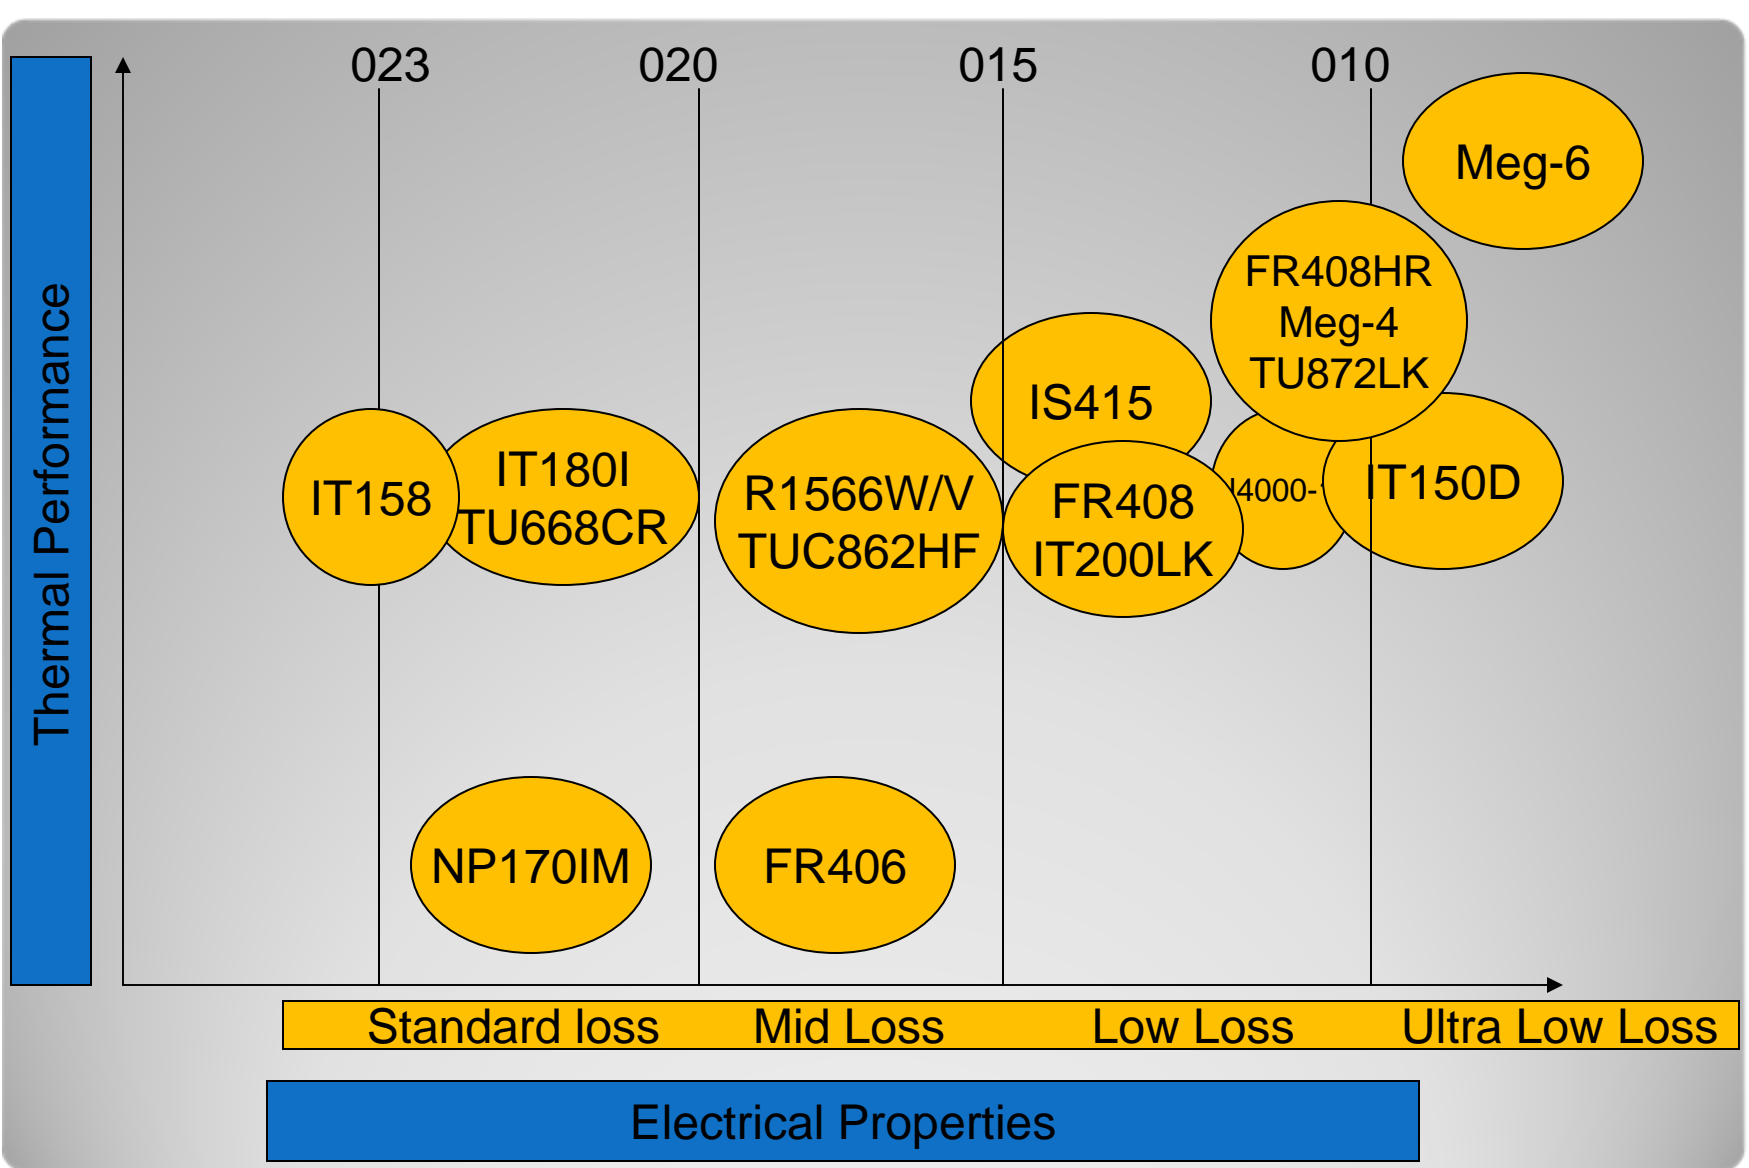 023
020
015
010
Meg-6
FR408HR
Meg-4
TU872LK
IS415
IT158
IT180I
TU668CR
R1566W/V
TUC862HF
FR408
IT200LK
IT150D
NP170IM
FR406
Thermal Performance
Standard loss
Mid Loss
Low Loss
Ultra Low Loss
Electrical Properties